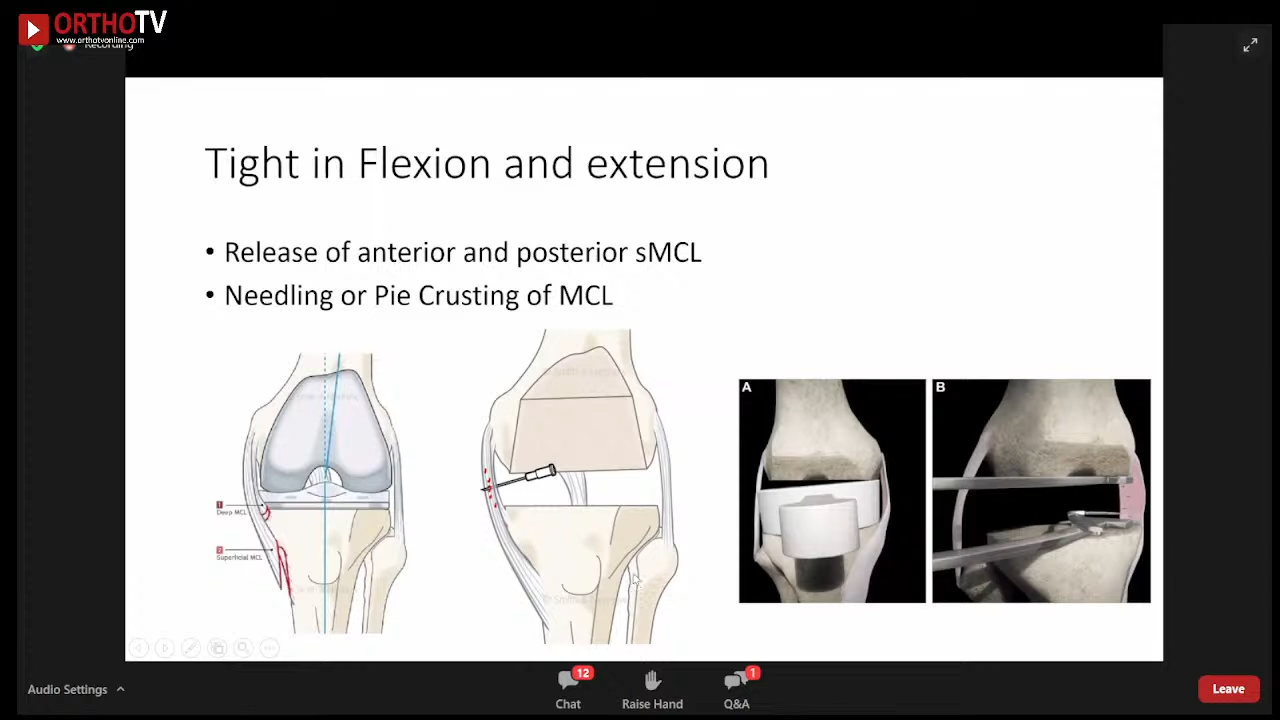 ORTHOTV
www.orthotvonline.com
Recording
Tight in Flexion and extension
• Release of anterior and posterior sMCL
• Needling or Pie Crusting of MCL
1
Deep MCL
2
Superficial MCL
A
B
Audio Settings
12
Chat
Raise Hand
1
Q&A
Leave